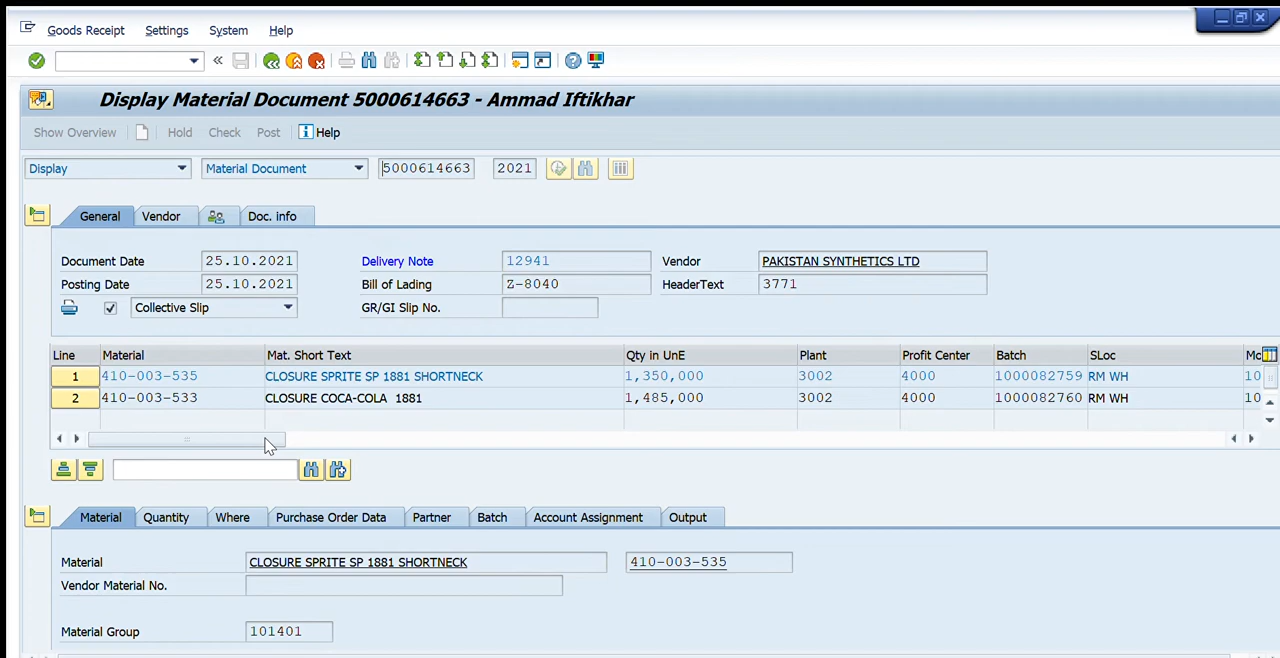 Goods Receipt Settings System Help
Display Material Document 5000614663 - Ammad Iftikhar
Show Overview Hold Check Post Help
Display Material Document 5000614663 2021
General Vendor Doc. info
Document Date 25.10.2021 Delivery Note 12941 Vendor PAKISTAN SYNTHETICS LTD
Posting Date 25.10.2021 Bill of Lading Z-8040 HeaderText 3771
Collective Slip GR/GI Slip No.
Line Material Mat. Short Text Qty in UnE Plant Profit Center Batch SLoc Mo
1 410-003-535 CLOSURE SPRITE SP 1881 SHORTNECK 1,350,000 3002 4000 1000082759 RM WH 10
2 410-003-533 CLOSURE COCA-COLA 1881 1,485,000 3002 4000 1000082760 RM WH 10
Material Quantity Where Purchase Order Data Partner Batch Account Assignment Output
Material CLOSURE SPRITE SP 1881 SHORTNECK 410-003-535
Vendor Material No.
Material Group 101401